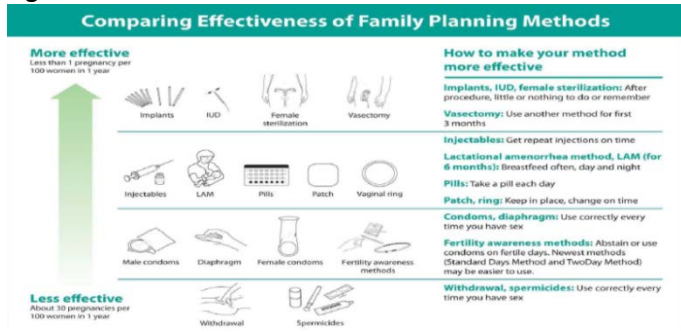 Comparing Effectiveness of Family Planning Methods
More effective
Less than 1 pregnancy per
100 women in 1 year
Implants
IUD
Female
sterilization
Vasectomy
Injectables
LAM
Pills
Patch
Vaginal ring
Male condoms
Diaphragm
Female condoms
Fertility awareness
methods
Less effective
About 30 pregnancies per
100 women in 1 year
Withdrawal
Spermicides
How to make your method
more effective
Implants, IUD, female sterilization: After
procedure, little or nothing to do or remember
Vasectomy: Use another method for first
3 months
Injectables: Get repeat injections on time
Lactational amenorrhea method, LAM (for
6 months): Breastfeed often, day and night
Pills: Take a pill each day
Patch, ring: Keep in place, change on time
Condoms, diaphragm: Use correctly every
time you have sex
Fertility awareness methods: Abstain or use
condoms on fertile days. Newest methods
(Standard Days Method and TwoDay Method)
may be easier to use.
Withdrawal, spermicides: Use correctly every
time you have sex